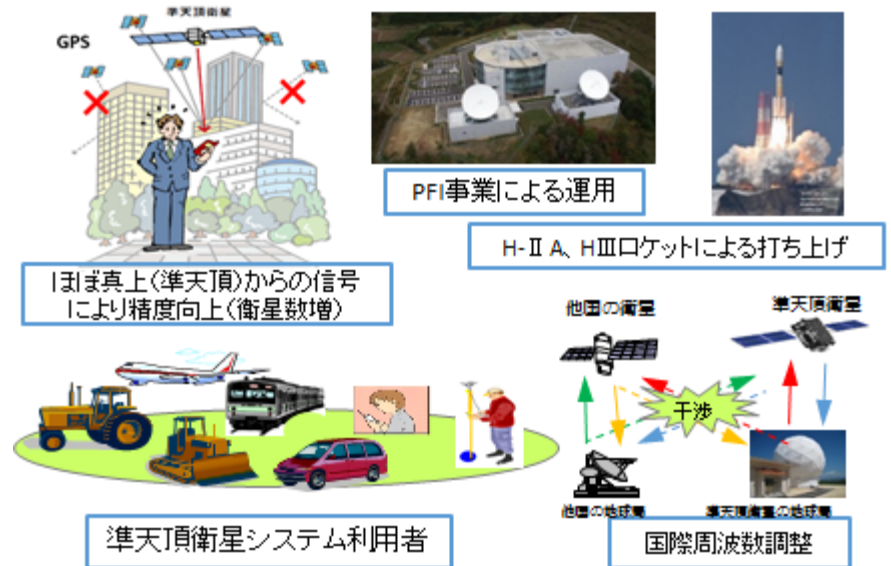 準天頂衛星
GPS
ほぼ真上(準天頂)からの信号
により精度向上(衛星数増)
PFI事業による運用
H-ⅡA、HⅢロケットによる打ち上げ
他国の衛星
準天頂衛星
干渉
他国の地球局
準天頂衛星の地球局
準天頂衛星システム利用者
国際周波数調整